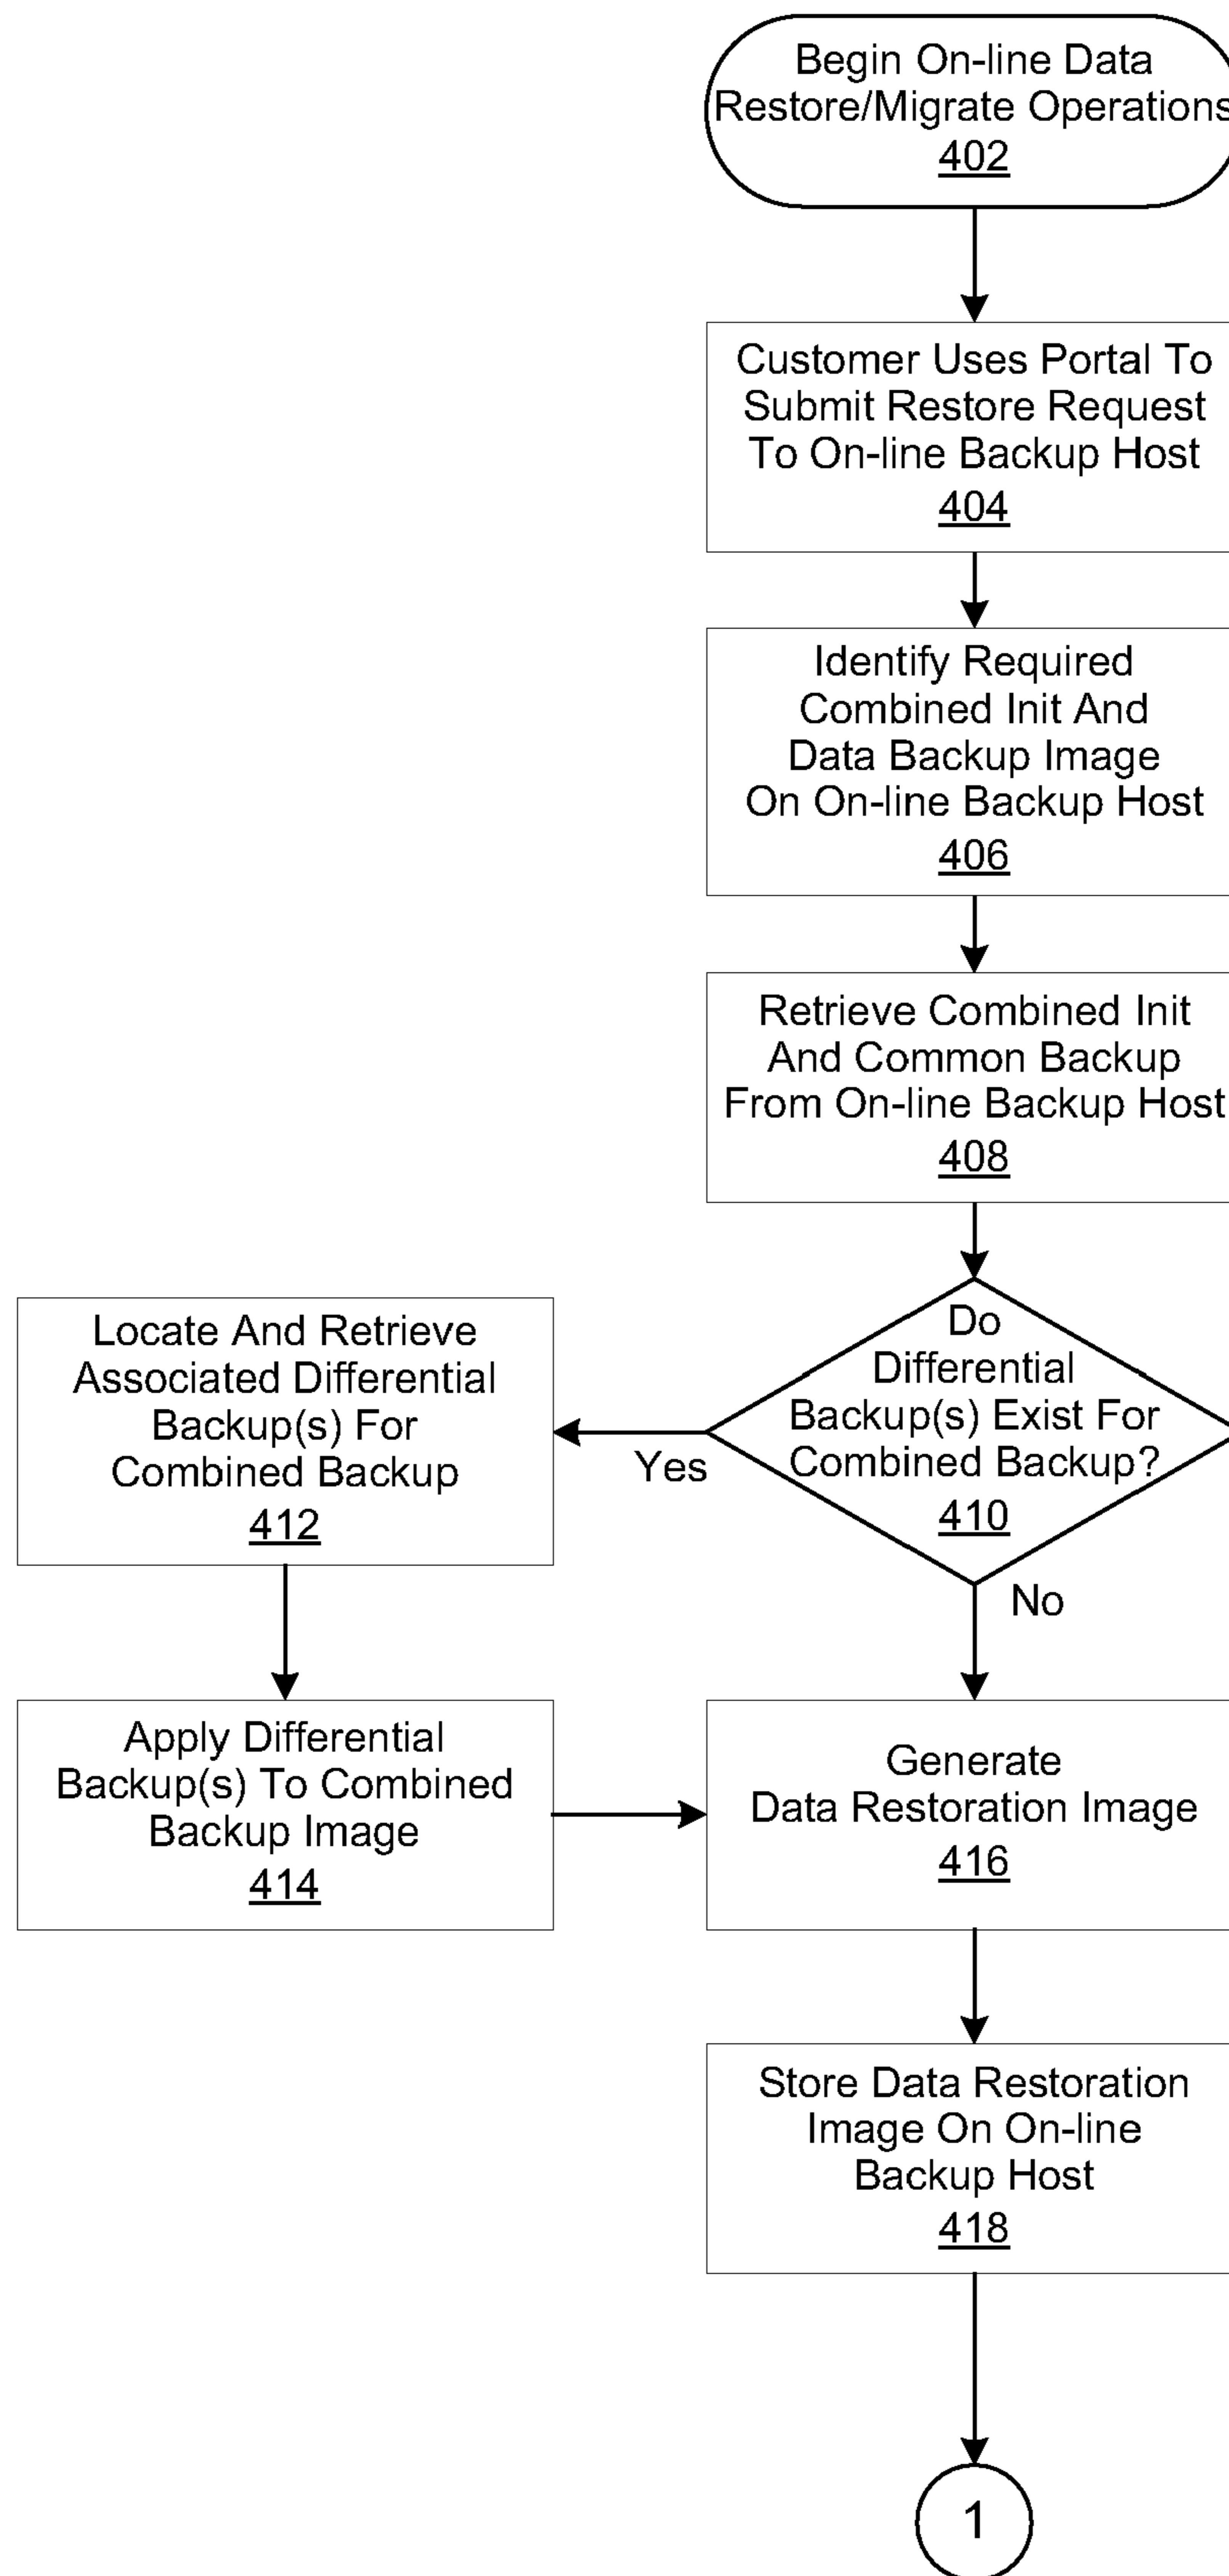 Begin On-line Data
Restore/Migrate Operations
402
Customer Uses Portal To
Submit Restore Request
To On-line Backup Host
404
Identify Required
Combined Init And
Data Backup Image
On On-line Backup Host
406
Retrieve Combined Init
And Common Backup
From On-line Backup Host
408
Do
Differential
Backup(s) Exist For
Combined Backup?
410
Yes
No
Locate And Retrieve
Associated Differential
Backup(s) For
Combined Backup
412
Apply Differential
Backup(s) To Combined
Backup Image
414
Generate
Data Restoration Image
416
Store Data Restoration
Image On On-line
Backup Host
418
1